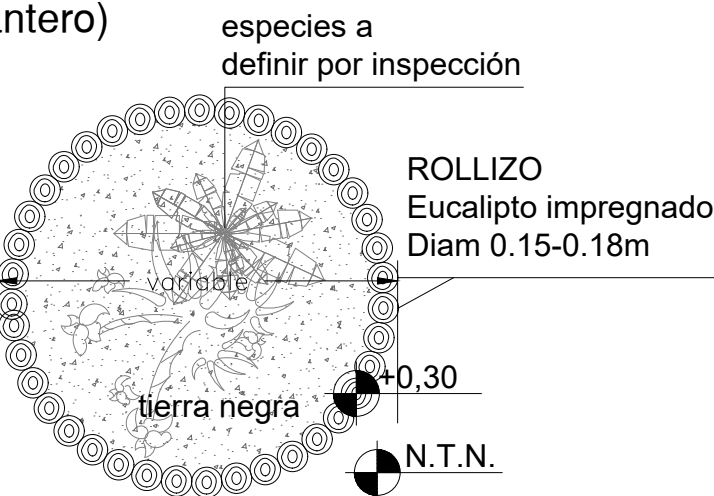 ntero)
especies a
definir por inspección
ROLLIZO
Eucalipto impregnado
Diam 0.15-0.18m
variable
+0,30
tierra negra
N.T.N.